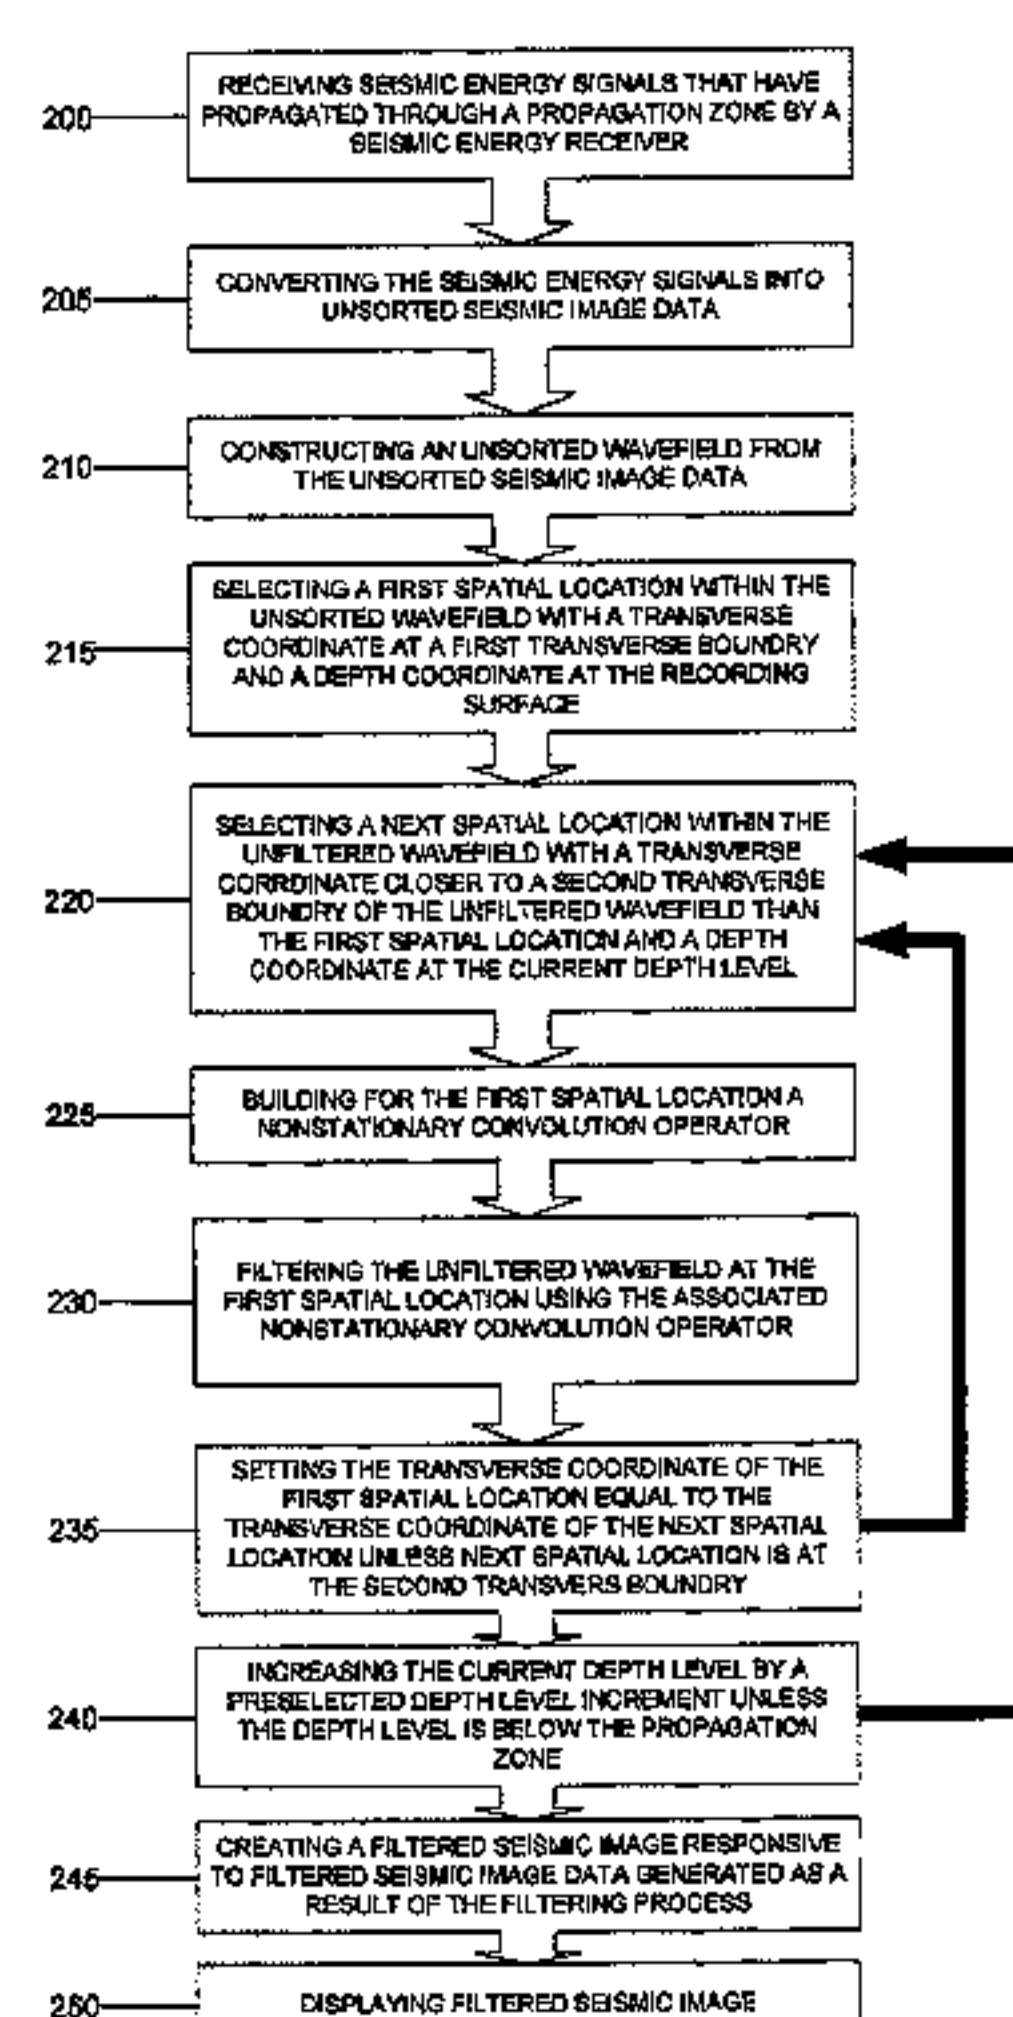 200
RECEIVING SEISMIC ENERGY SIGNALS THAT HAVE
PROPAGATED THROUGH A PROPAGATION ZONE BY A
SEISMIC ENERGY RECEIVER
205
CONVERTING THE SEISMIC ENERGY SIGNALS INTO
UNSORTED SEISMIC IMAGE DATA
210
CONSTRUCTING AN UNSORTED WAVEFIELD FROM
THE UNSORTED SEISMIC IMAGE DATA
215
SELECTING A FIRST SPATIAL LOCATION WITHIN THE
UNSORTED WAVEFIELD WITH A TRANSVERSE
COORDINATE AT A FIRST TRANSVERSE BOUNDRY
AND A DEPTH COORDINATE AT THE RECORDING
SURFACE
220
SELECTING A NEXT SPATIAL LOCATION WITHIN THE
UNFILTERED WAVEFIELD WITH A TRANSVERSE
CORRDINATE CLOSER TO A SECOND TRANSVERSE
BOUNDRY OF THE UNFILTERED WAVEFIELD THAN
THE FIRST SPATIAL LOCATION AND A DEPTH
COORDINATE AT THE CURRENT DEPTH LEVEL
225
BUILDING FOR THE FIRST SPATIAL LOCATION A
NONSTATIONARY CONVOLUTION OPERATOR
230
FILTERING THE UNFILTERED WAVEFIELD AT THE
FIRST SPATIAL LOCATION USING THE ASSOCIATED
NONSTATIONARY CONVOLUTION OPERATOR
235
SETTING THE TRANSVERSE COORDINATE OF THE
FIRST SPATIAL LOCATION EQUAL TO THE
TRANSVERSE COORDINATE OF THE NEXT SPATIAL
LOCATION UNLESS NEXT SPATIAL LOCATION IS AT
THE SECOND TRANSVERS BOUNDRY
240
INCREASING THE CURRENT DEPTH LEVEL BY A
PRESELECTED DEPTH LEVEL INCREMENT UNLESS
THE DEPTH LEVEL IS BELOW THE PROPAGATION
ZONE
245
CREATING A FILTERED SEISMIC IMAGE RESPONSIVE
TO FILTERED SEISMIC IMAGE DATA GENERATED AS A
RESULT OF THE FILTERING PROCESS
250
DISPLAYING FILTERED SEISMIC IMAGE